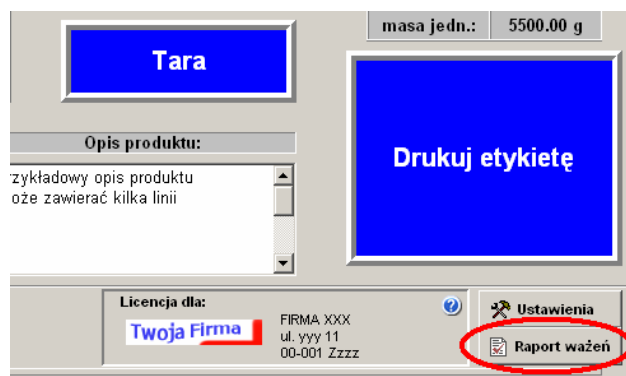 masa jedn.: 5500.00 g
Tara
Drukuj etykietę
Opis produktu:
rzykładowy opis produktu
oże zawierać kilka linii
Licencja dla:
Twoja Firma
FIRMA XXX
ul. yyy 11
00-001 Zzzz
?
Ustawienia
Raport ważeń